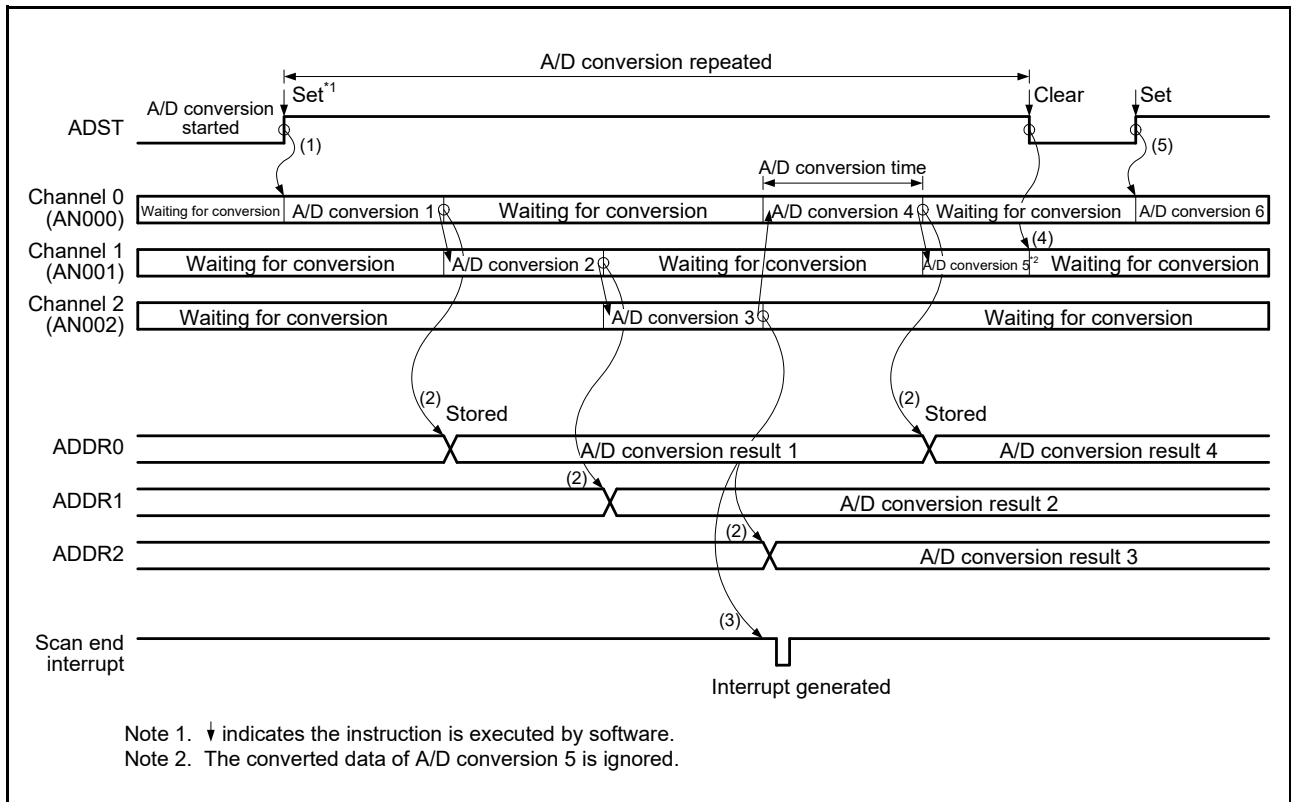 A/D conversion repeated
Set*1
Clear
Set
A/D conversion
started
ADST
(1)
(5)
A/D conversion time
Channel 0
(AN000)
Waiting for conversion
A/D conversion 1
Waiting for conversion
A/D conversion 4
Waiting for conversion
A/D conversion 6
(4)
Channel 1
(AN001)
Waiting for conversion
A/D conversion 2
Waiting for conversion
A/D conversion 5*2
Waiting for conversion
Channel 2
(AN002)
Waiting for conversion
A/D conversion 3
Waiting for conversion
(2)
Stored
(2)
Stored
ADDR0
A/D conversion result 1
A/D conversion result 4
(2)
ADDR1
A/D conversion result 2
(2)
ADDR2
A/D conversion result 3
(3)
Scan end
interrupt
Interrupt generated
Note 1. ↓ indicates the instruction is executed by software.
Note 2. The converted data of A/D conversion 5 is ignored.